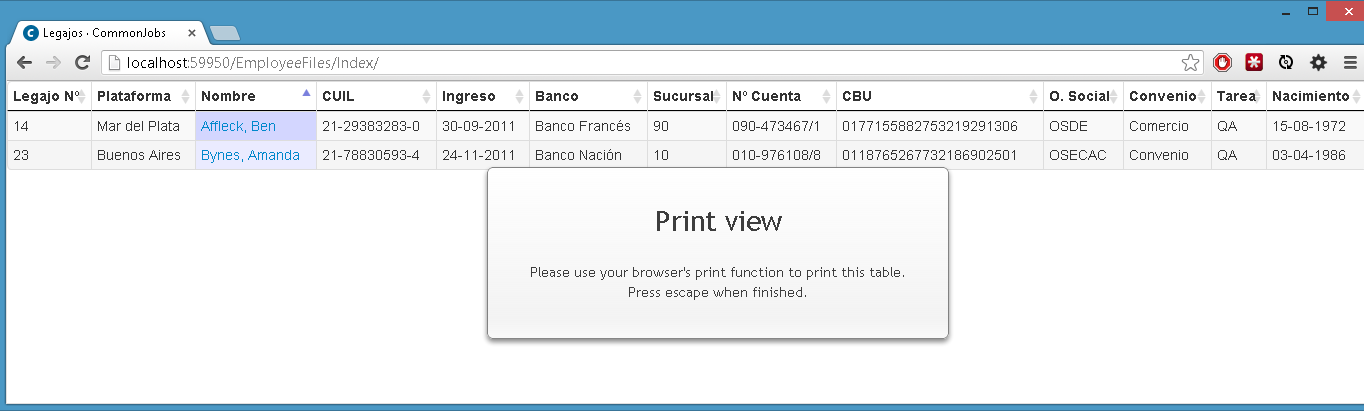 Legajos · CommonJobs
localhost:59950/EmployeeFiles/Index/
Legajo Nº Plataforma Nombre CUIL Ingreso Banco Sucursal Nº Cuenta CBU O. Social Convenio Tarea Nacimiento
14 Mar del Plata Affleck, Ben 21-29383283-0 30-09-2011 Banco Francés 90 090-473467/1 0177155882753219291306 OSDE Comercio QA 15-08-1972
23 Buenos Aires Bynes, Amanda 21-78830593-4 24-11-2011 Banco Nación 10 010-976108/8 0118765267732186902501 OSECAC Convenio QA 03-04-1986
Print view
Please use your browser's print function to print this table.
Press escape when finished.